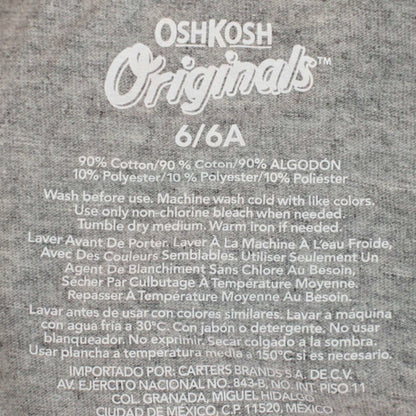 OSHKOSH
Originals™
6/6A
90% Cotton/90 % Coton/90% ALGODÓN
10% Polyester/10 % Polyester/10% Poliéster
Wash before use. Machine wash cold with like colors.
Use only non-chlorine bleach when needed.
Tumble dry medium. Warm iron if needed.
Laver Avant De Porter. Laver À La Machine À L'eau Froide,
Avec Des Couleurs Semblables. Utiliser Seulement Un
Agent De Blanchiment Sans Chlore Au Besoin,
Sécher Par Culbutage À Température Moyenne.
Repasser À Température Moyenne Au Besoin.
Lavar antes de usar con colores similares. Lavar a máquina
con agua fría a 30°C. Con jabón o detergente. No usar
blanqueador. No exprimir. Secar colgado a la sombra.
Usar plancha a temperatura media a 150°C si es necesario.
IMPORTADO POR: CARTERS BRANDS S.A. DE C.V.
AV. EJÉRCITO NACIONAL NO. 843-B, NO. INT. PISO 11
COL. GRANADA, MIGUEL HIDALGO
CIUDAD DE MÉXICO, C.P. 11520, MÉXICO